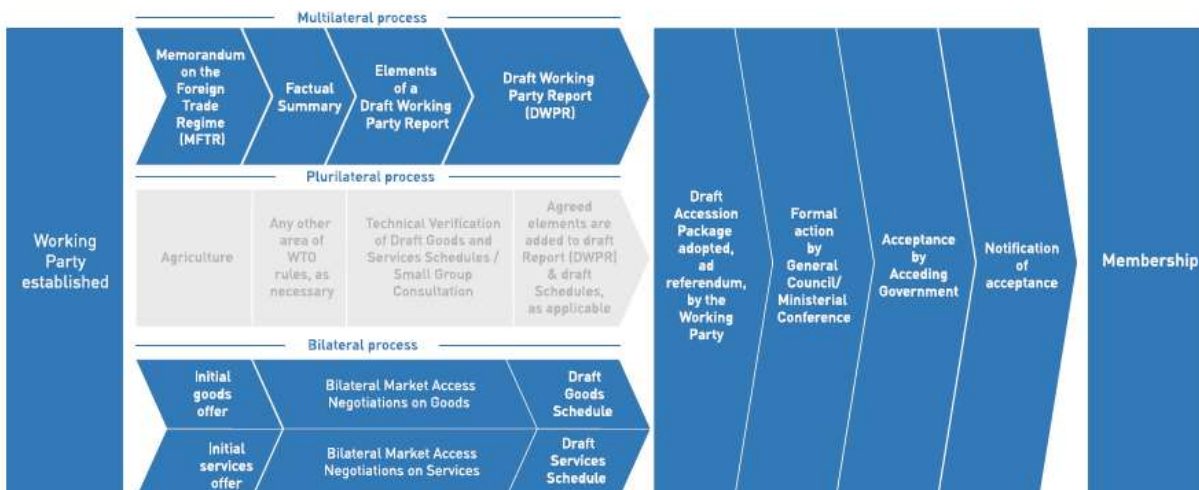 Working
Party
established
Multilateral process
Memorandum
on the
Foreign
Trade
Regime
(MFTR)
Factual
Summary
Elements
of a
Draft Working
Party Report
Draft Working
Party Report
(DWPR)
Plurilateral process
Agriculture
Any other
area of
WTO
rules, as
necessary
Technical Verification
of Draft Goods and
Services Schedules /
Small Group
Consultation
Agreed
elements are
added to draft
Report (DWPR)
& draft
Schedules,
as applicable
Bilateral process
Initial
goods
offer
Bilateral Market Access
Negotiations on Goods
Draft
Goods
Schedule
Initial
services
offer
Bilateral Market Access
Negotiations on Services
Draft
Services
Schedule
Draft
Accession
Package
adopted,
ad
referendum,
by the
Working
Party
Formal
action
by
General
Council/
Ministerial
Conference
Acceptance
by
Acceding
Government
Notification
of
acceptance
Membership